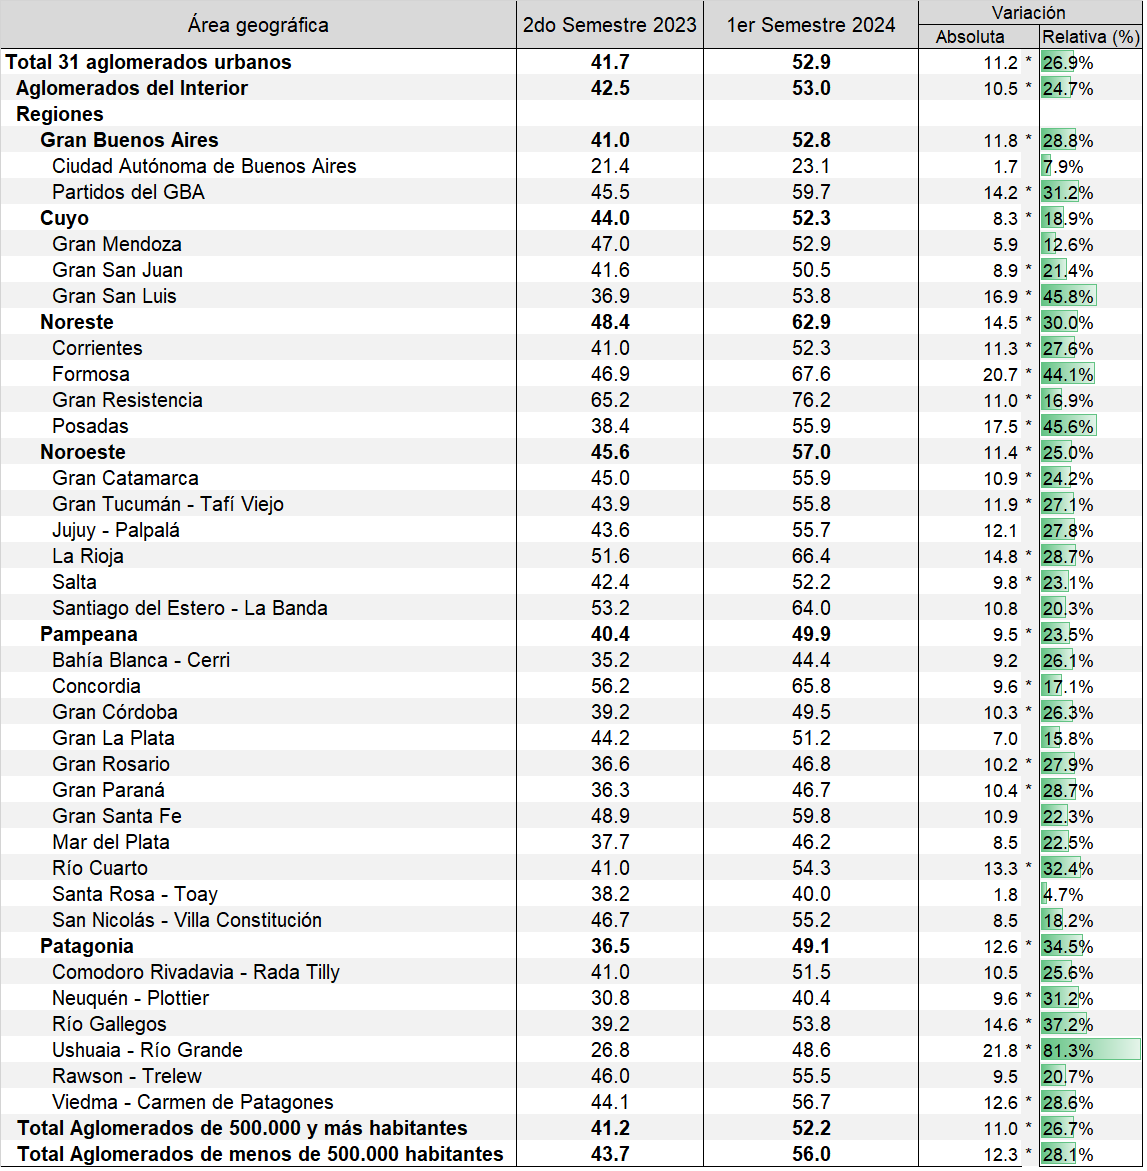 Área geográfica 2do Semestre 2023 1er Semestre 2024 Variación
Absoluta Relativa (%)
Total 31 aglomerados urbanos 41.7 52.9 11.2 * 26.9%
Aglomerados del Interior 42.5 53.0 10.5 * 24.7%
Regiones
Gran Buenos Aires 41.0 52.8 11.8 * 28.8%
Ciudad Autónoma de Buenos Aires 21.4 23.1 1.7 7.9%
Partidos del GBA 45.5 59.7 14.2 * 31.2%
Cuyo 44.0 52.3 8.3 * 18.9%
Gran Mendoza 47.0 52.9 5.9 12.6%
Gran San Juan 41.6 50.5 8.9 * 21.4%
Gran San Luis 36.9 53.8 16.9 * 45.8%
Noreste 48.4 62.9 14.5 * 30.0%
Corrientes 41.0 52.3 11.3 * 27.6%
Formosa 46.9 67.6 20.7 * 44.1%
Gran Resistencia 65.2 76.2 11.0 * 16.9%
Posadas 38.4 55.9 17.5 * 45.6%
Noroeste 45.6 57.0 11.4 * 25.0%
Gran Catamarca 45.0 55.9 10.9 * 24.2%
Gran Tucumán - Tafí Viejo 43.9 55.8 11.9 * 27.1%
Jujuy - Palpalá 43.6 55.7 12.1 27.8%
La Rioja 51.6 66.4 14.8 * 28.7%
Salta 42.4 52.2 9.8 * 23.1%
Santiago del Estero - La Banda 53.2 64.0 10.8 20.3%
Pampeana 40.4 49.9 9.5 * 23.5%
Bahía Blanca - Cerri 35.2 44.4 9.2 26.1%
Concordia 56.2 65.8 9.6 * 17.1%
Gran Córdoba 39.2 49.5 10.3 * 26.3%
Gran La Plata 44.2 51.2 7.0 15.8%
Gran Rosario 36.6 46.8 10.2 * 27.9%
Gran Paraná 36.3 46.7 10.4 * 28.7%
Gran Santa Fe 48.9 59.8 10.9 22.3%
Mar del Plata 37.7 46.2 8.5 22.5%
Río Cuarto 41.0 54.3 13.3 * 32.4%
Santa Rosa - Toay 38.2 40.0 1.8 4.7%
San Nicolás - Villa Constitución 46.7 55.2 8.5 18.2%
Patagonia 36.5 49.1 12.6 * 34.5%
Comodoro Rivadavia - Rada Tilly 41.0 51.5 10.5 25.6%
Neuquén - Plottier 30.8 40.4 9.6 * 31.2%
Río Gallegos 39.2 53.8 14.6 * 37.2%
Ushuaia - Río Grande 26.8 48.6 21.8 * 81.3%
Rawson - Trelew 46.0 55.5 9.5 20.7%
Viedma - Carmen de Patagones 44.1 56.7 12.6 * 28.6%
Total Aglomerados de 500.000 y más habitantes 41.2 52.2 11.0 * 26.7%
Total Aglomerados de menos de 500.000 habitantes 43.7 56.0 12.3 * 28.1%